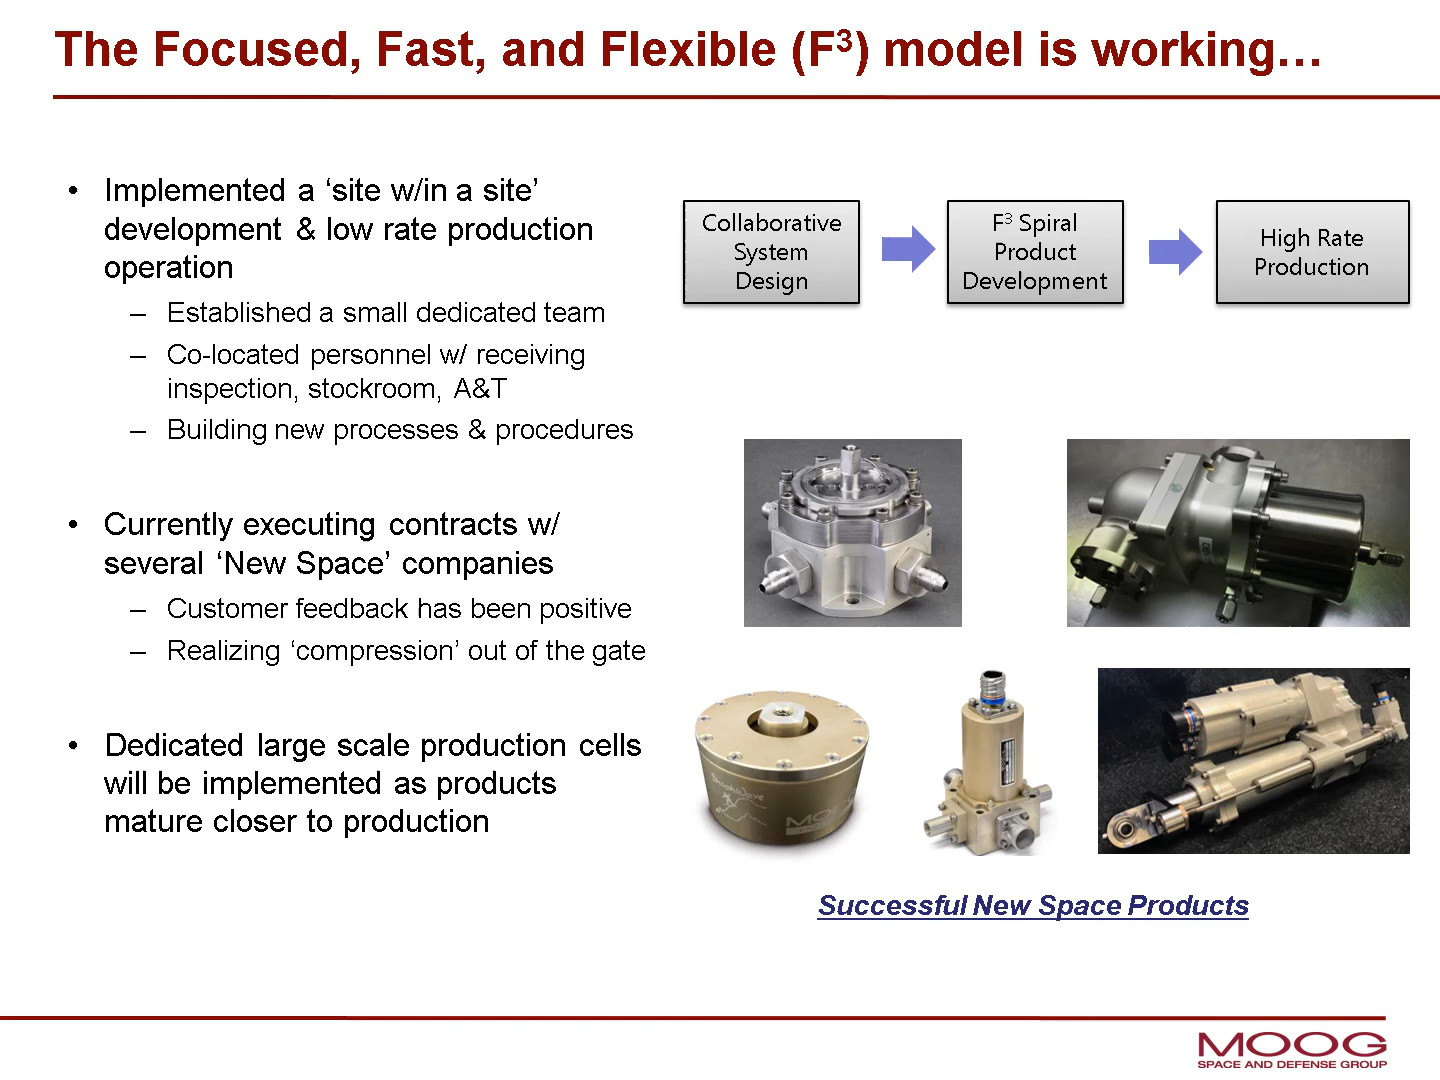 The Focused, Fast, and Flexible (F³) model is working…
• Implemented a ‘site w/in a site’
development & low rate production
operation
– Established a small dedicated team
– Co-located personnel w/ receiving
inspection, stockroom, A&T
– Building new processes & procedures
• Currently executing contracts w/
several ‘New Space’ companies
– Customer feedback has been positive
– Realizing ‘compression’ out of the gate
• Dedicated large scale production cells
will be implemented as products
mature closer to production
Collaborative
System
Design
F³ Spiral
Product
Development
High Rate
Production
ShockWave
MOOG
Successful New Space Products
MOOG
SPACE AND DEFENSE GROUP